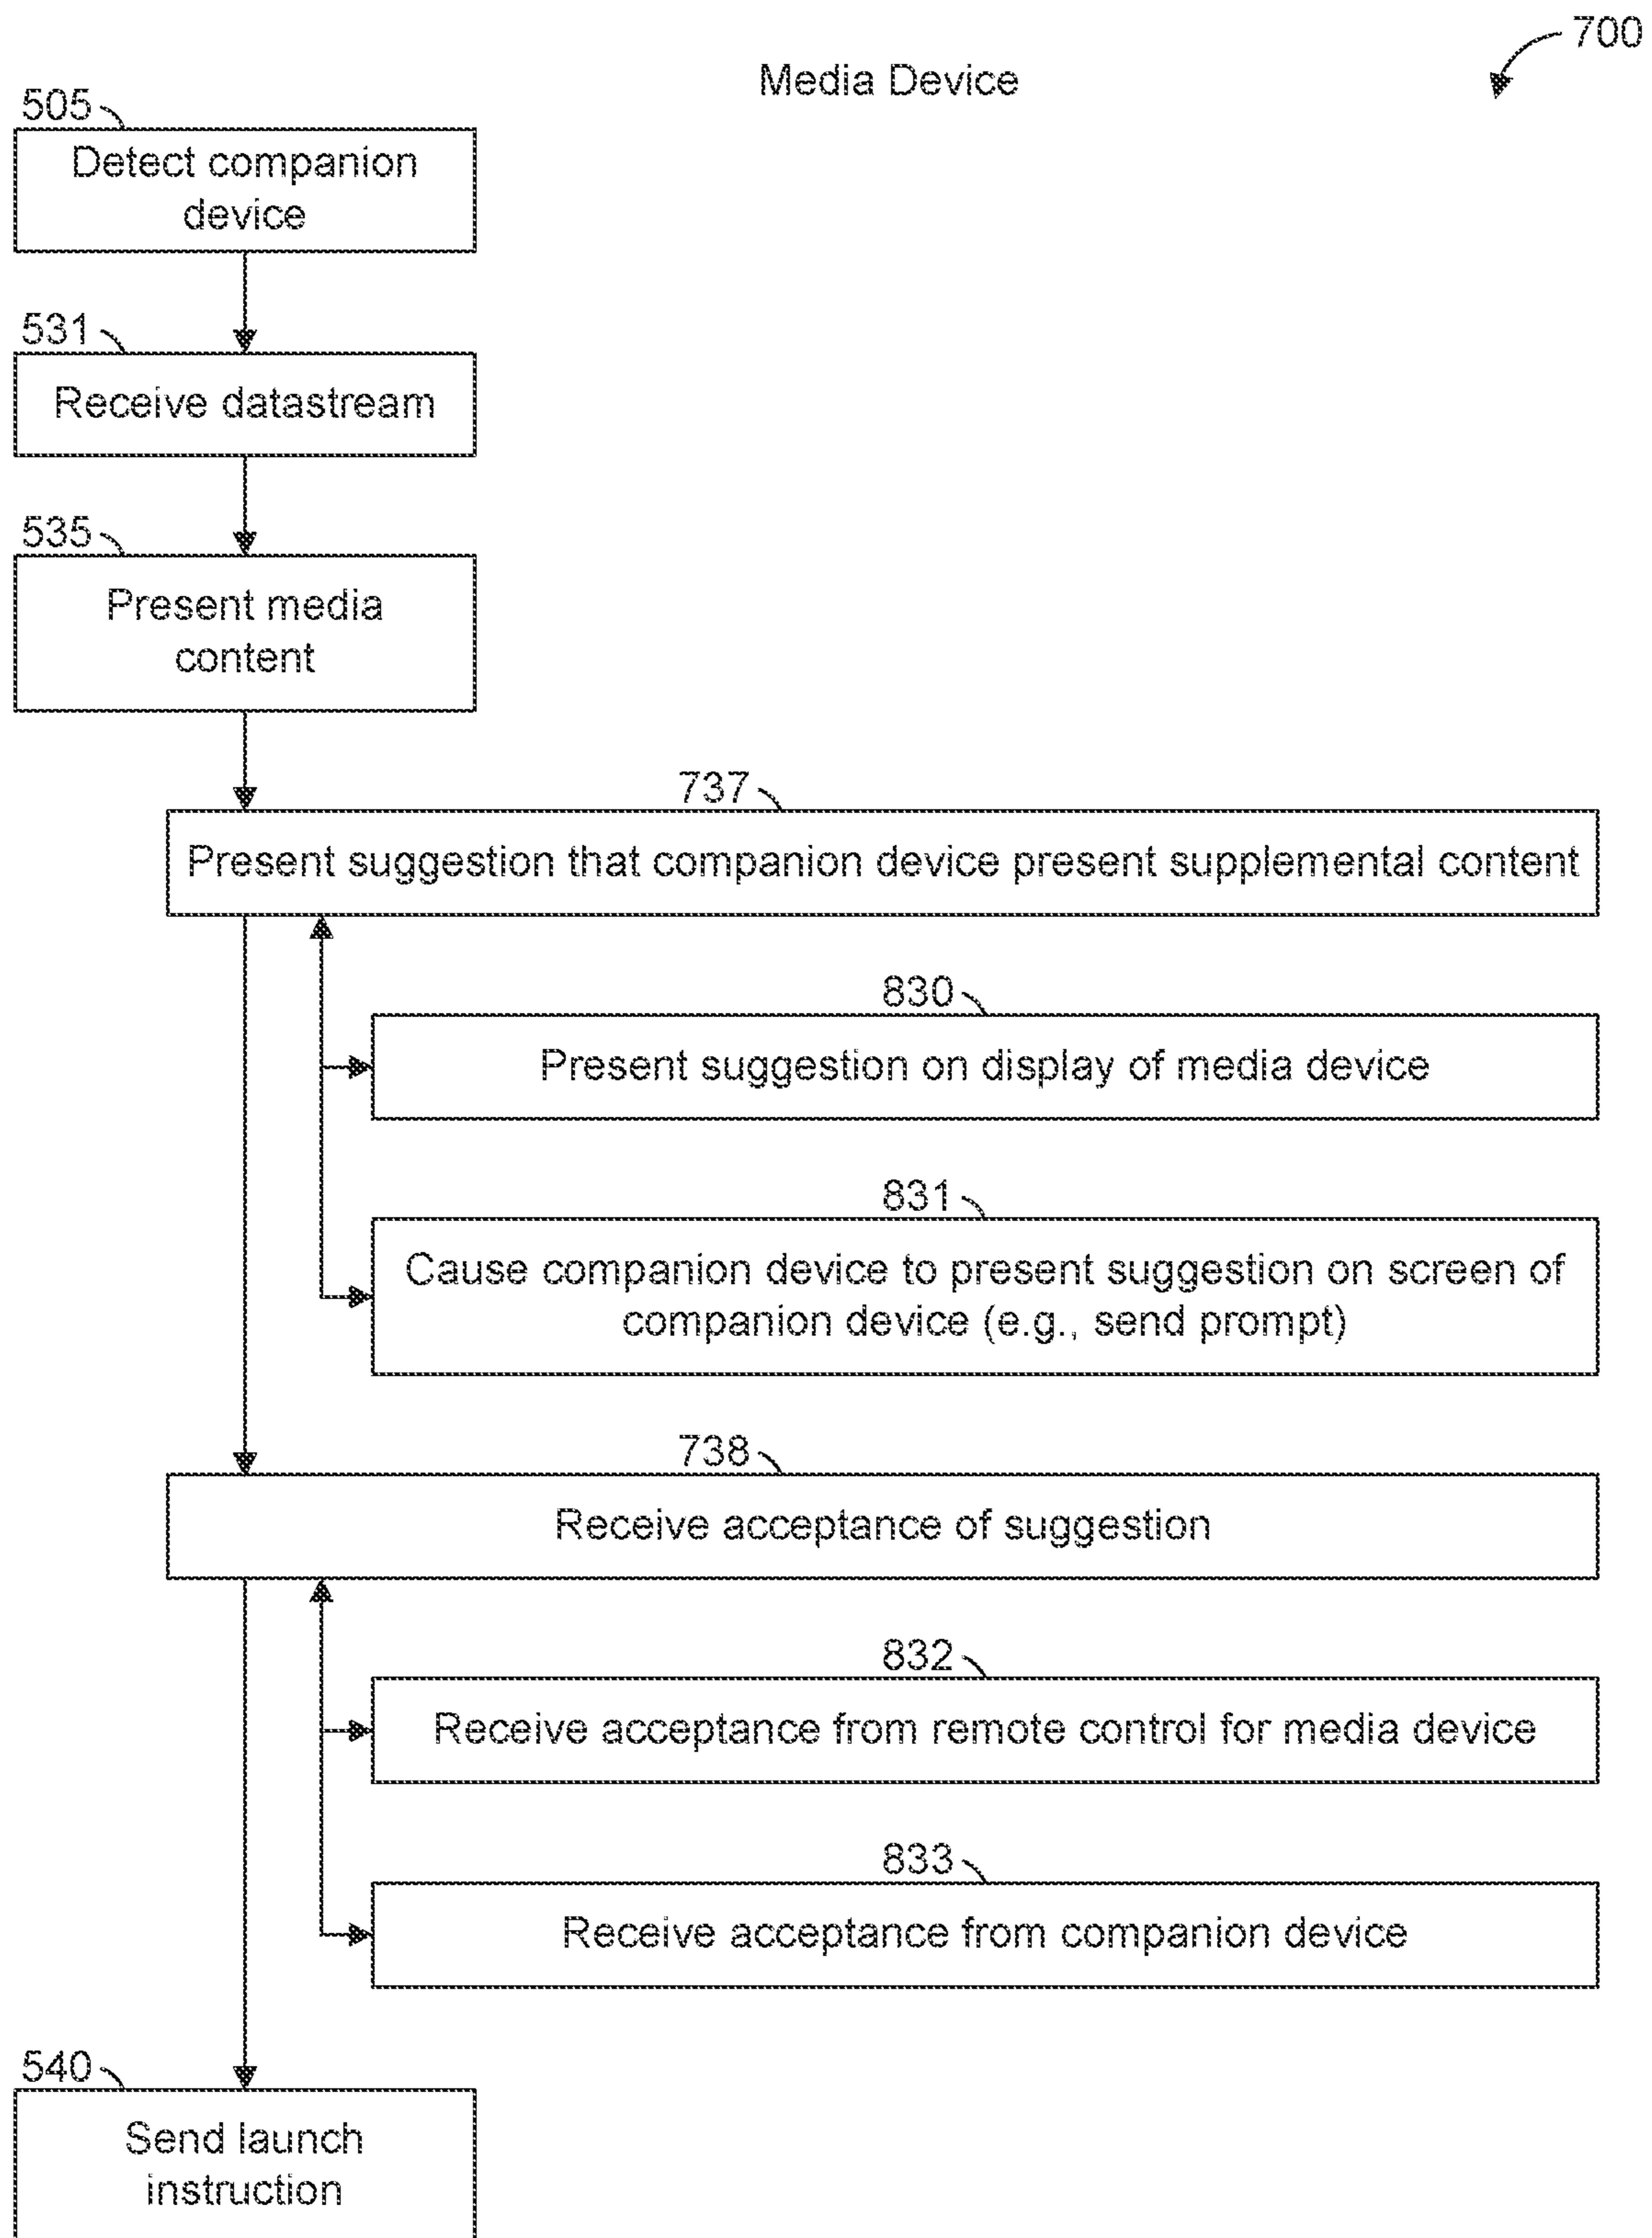 700
Media Device
505
Detect companion
device
531
Receive datastream
535
Present media
content
737
Present suggestion that companion device present supplemental content
830
Present suggestion on display of media device
831
Cause companion device to present suggestion on screen of
companion device (e.g., send prompt)
738
Receive acceptance of suggestion
832
Receive acceptance from remote control for media device
833
Receive acceptance from companion device
540
Send launch
instruction